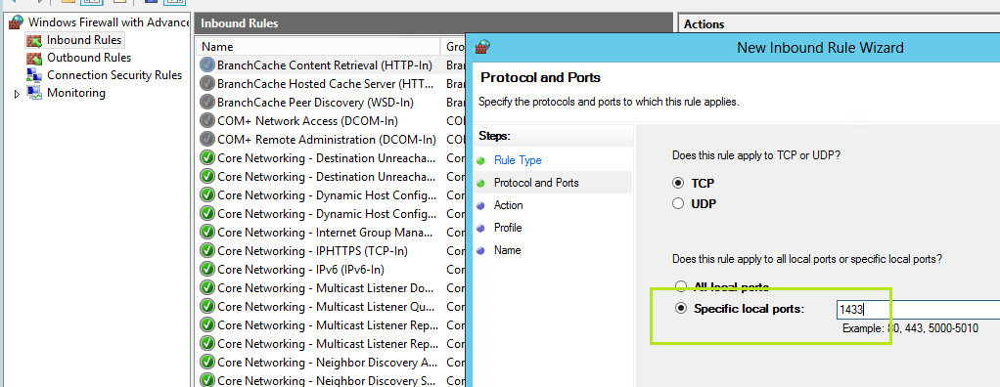 Windows Firewall with Advance
Inbound Rules
Outbound Rules
Connection Security Rules
Monitoring
Inbound Rules
Name
Gro
BranchCache Content Retrieval (HTTP-In)
BranchCache Hosted Cache Server (HTT...
BranchCache Peer Discovery (WSD-In)
COM+ Network Access (DCOM-In)
COM+ Remote Administration (DCOM-In)
Core Networking - Destination Unreacha...
Core Networking - Destination Unreacha...
Core Networking - Dynamic Host Config...
Core Networking - Dynamic Host Config...
Core Networking - Internet Group Mana...
Core Networking - IPHTTPS (TCP-In)
Core Networking - IPv6 (IPv6-In)
Core Networking - Multicast Listener Do...
Core Networking - Multicast Listener Qu...
Core Networking - Multicast Listener Rep...
Core Networking - Multicast Listener Rep...
Core Networking - Neighbor Discovery A...
Core Networking - Neighbor Discovery S...
Bran
Bran
Bran
COM
COM
Cor
Cor
Cor
Cor
Cor
Cor
Cor
Cor
Cor
Cor
Cor
Cor
Cor
Actions
New Inbound Rule Wizard
Protocol and Ports
Specify the protocols and ports to which this rule applies.
Steps:
Rule Type
Protocol and Ports
Action
Profile
Name
Does this rule apply to TCP or UDP?
TCP
UDP
Does this rule apply to all local ports or specific local ports?
All local ports
Specific local ports:
1433
Example: 80, 443, 5000-5010